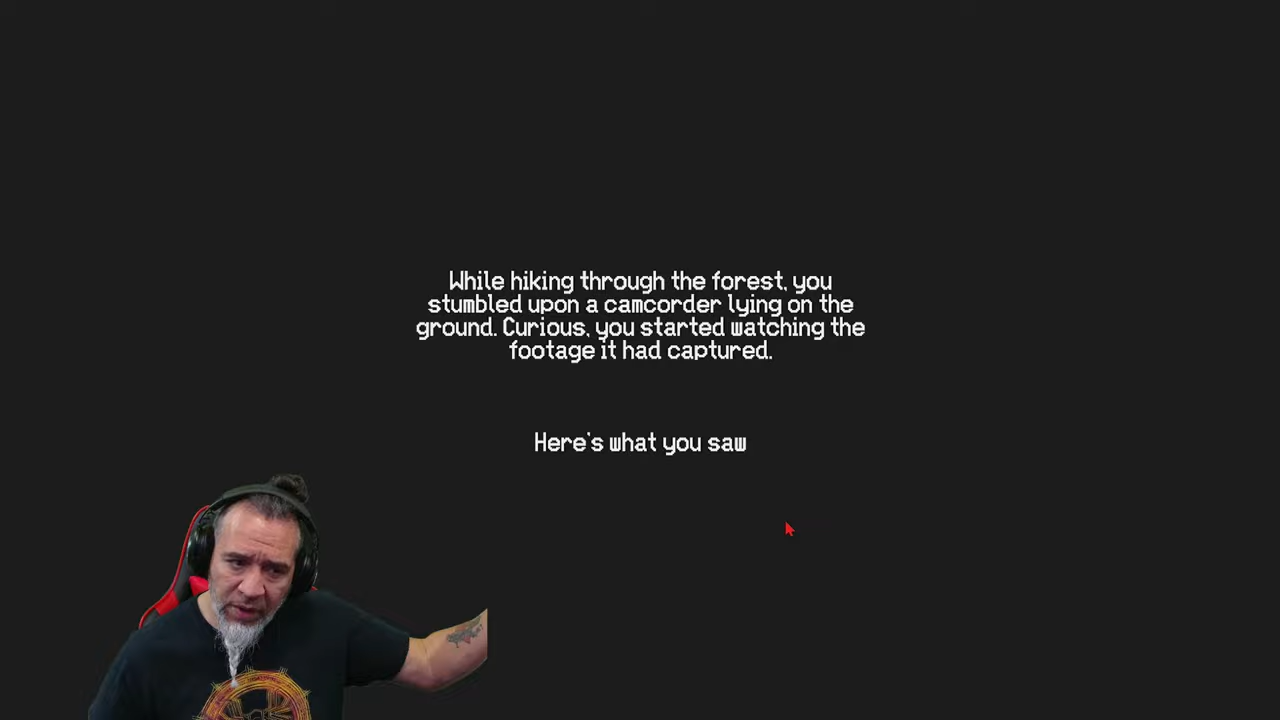 While hiking through the forest, you
stumbled upon a camcorder lying on the
ground. Curious, you started watching the
footage it had captured.
Here's what you saw